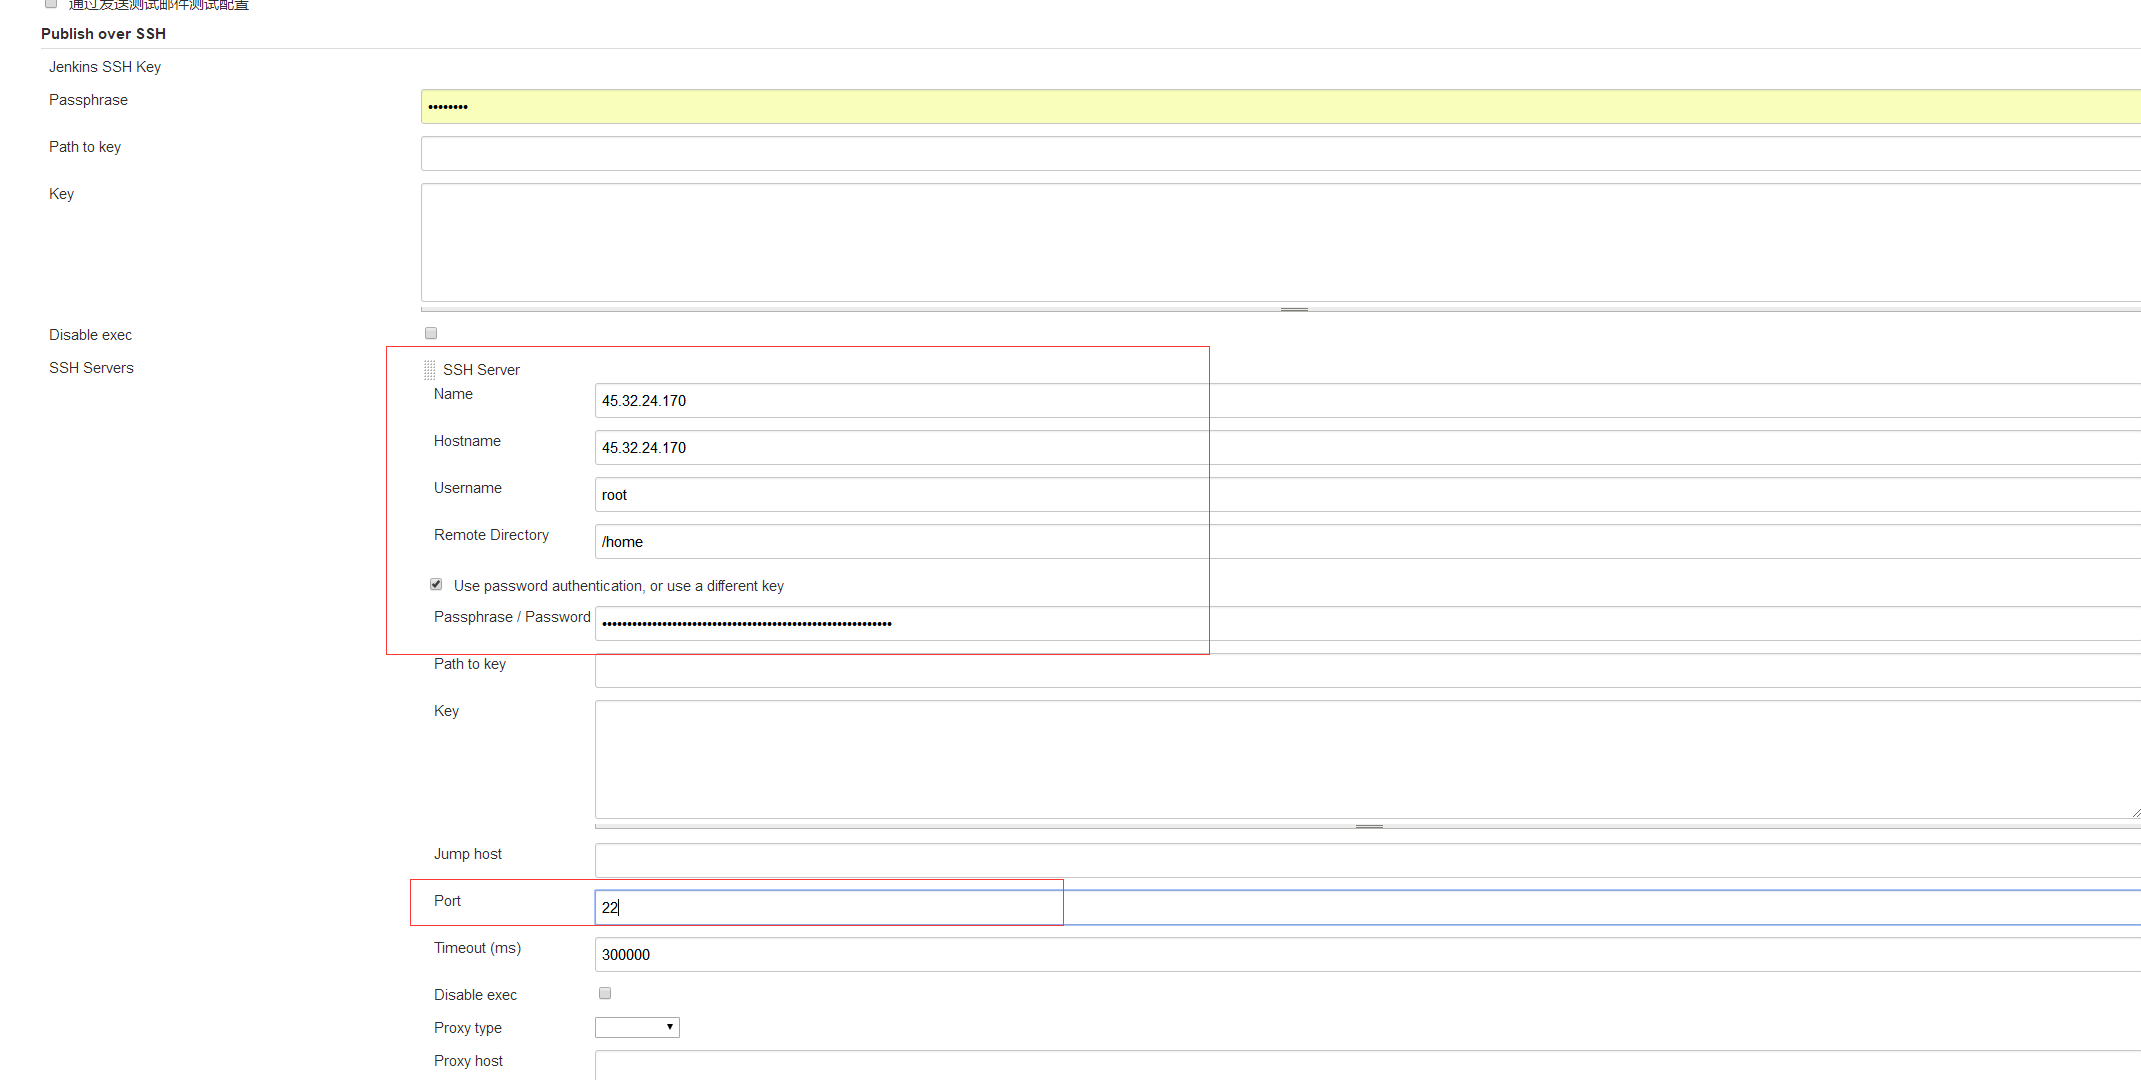 通过发送测试邮件测试配置
Publish over SSH
Jenkins SSH Key
Passphrase ••••••••
Path to key
Key
Disable exec
SSH Servers
SSH Server
Name 45.32.24.170
Hostname 45.32.24.170
Username root
Remote Directory /home
Use password authentication, or use a different key
Passphrase / Password ••••••••••••••••••••••••••••••••••••••••••••••••••••••••••
Path to key
Key
Jump host
Port 22
Timeout (ms) 300000
Disable exec
Proxy type
Proxy host